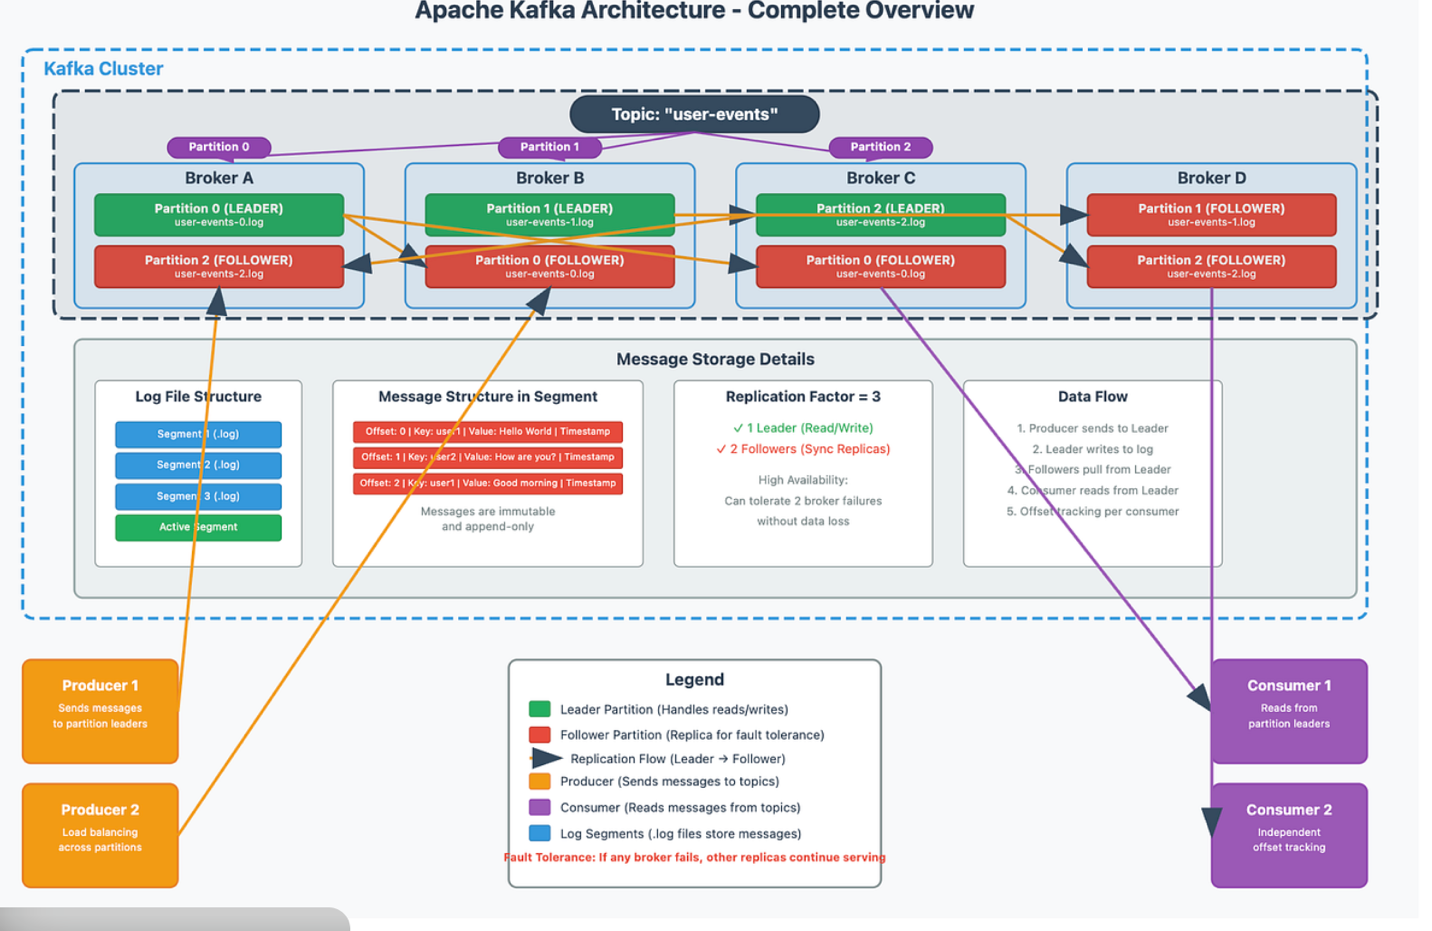 Apache Kafka Architecture - Complete Overview
Kafka Cluster
Topic: "user-events"
Partition 0
Partition 1
Partition 2
Broker A
Partition 0 (LEADER)
user-events-0.log
Partition 2 (FOLLOWER)
user-events-2.log
Broker B
Partition 1 (LEADER)
user-events-1.log
Partition 0 (FOLLOWER)
user-events-0.log
Broker C
Partition 2 (LEADER)
user-events-2.log
Partition 0 (FOLLOWER)
user-events-0.log
Broker D
Partition 1 (FOLLOWER)
user-events-1.log
Partition 2 (FOLLOWER)
user-events-2.log
Message Storage Details
Log File Structure
Segment 1 (.log)
Segment 2 (.log)
Segment 3 (.log)
Active Segment
Message Structure in Segment
Offset: 0 | Key: user1 | Value: Hello World | Timestamp
Offset: 1 | Key: user2 | Value: How are you? | Timestamp
Offset: 2 | Key: user1 | Value: Good morning | Timestamp
Messages are immutable
and append-only
Replication Factor = 3
✓ 1 Leader (Read/Write)
✓ 2 Followers (Sync Replicas)
High Availability:
Can tolerate 2 broker failures
without data loss
Data Flow
1. Producer sends to Leader
2. Leader writes to log
3. Followers pull from Leader
4. Consumer reads from Leader
5. Offset tracking per consumer
Producer 1
Sends messages
to partition leaders
Producer 2
Load balancing
across partitions
Legend
Leader Partition (Handles reads/writes)
Follower Partition (Replica for fault tolerance)
Replication Flow (Leader → Follower)
Producer (Sends messages to topics)
Consumer (Reads messages from topics)
Log Segments (.log files store messages)
Fault Tolerance: If any broker fails, other replicas continue serving
Consumer 1
Reads from
partition leaders
Consumer 2
Independent
offset tracking